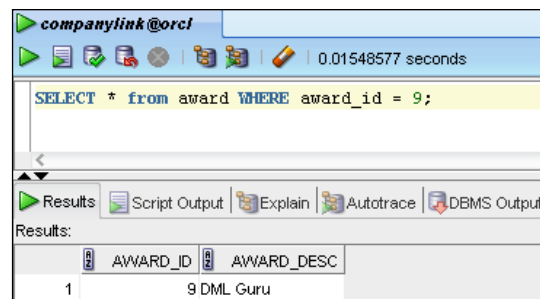 companylink@orcl
0.01548577 seconds
SELECT * from award WHERE award_id = 9;
Results Script Output Explain Autotrace DBMS Output
Results:
AWARD_ID AWARD_DESC
1 9 DML Guru